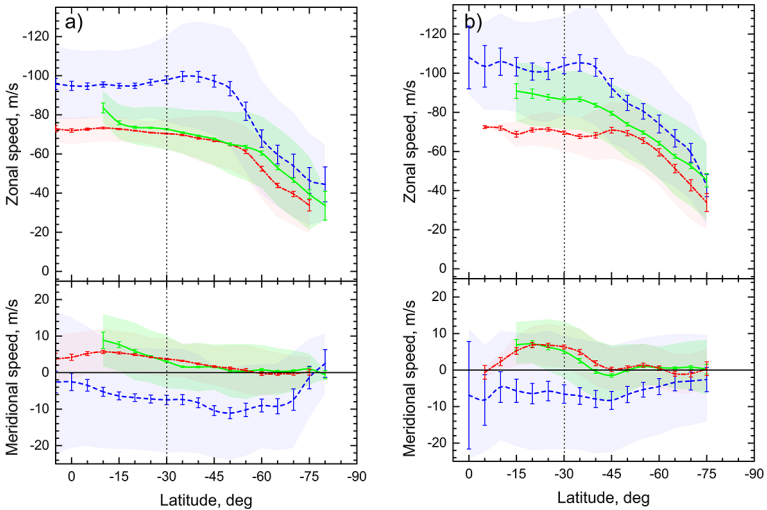 a)
Zonal speed, m/s
-120
-100
-80
-60
-40
-20
0
Meridional speed, m/s
20
10
0
-10
-20
0 -15 -30 -45 -60 -75 -90
Latitude, deg
b)
Zonal speed, m/s
-120
-100
-80
-60
-40
-20
0
Meridional speed, m/s
20
10
0
-10
-20
0 -15 -30 -45 -60 -75 -90
Latitude, deg